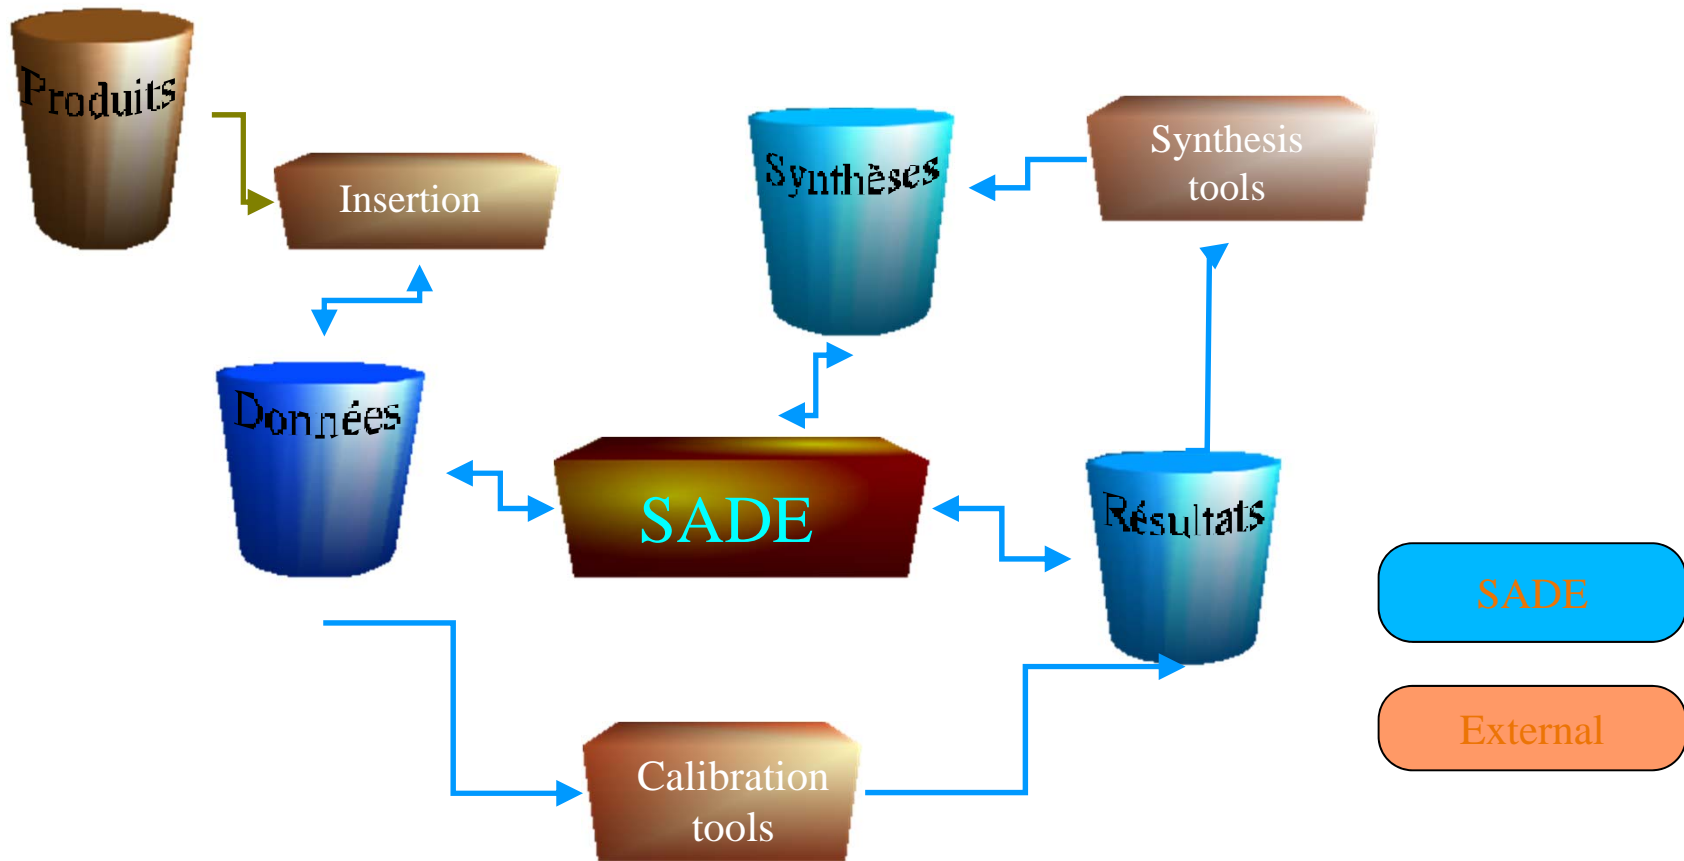 Produits
Insertion
Synthèses
Synthesis
tools
Données
SADE
Résultats
SADE
External
Calibration
tools